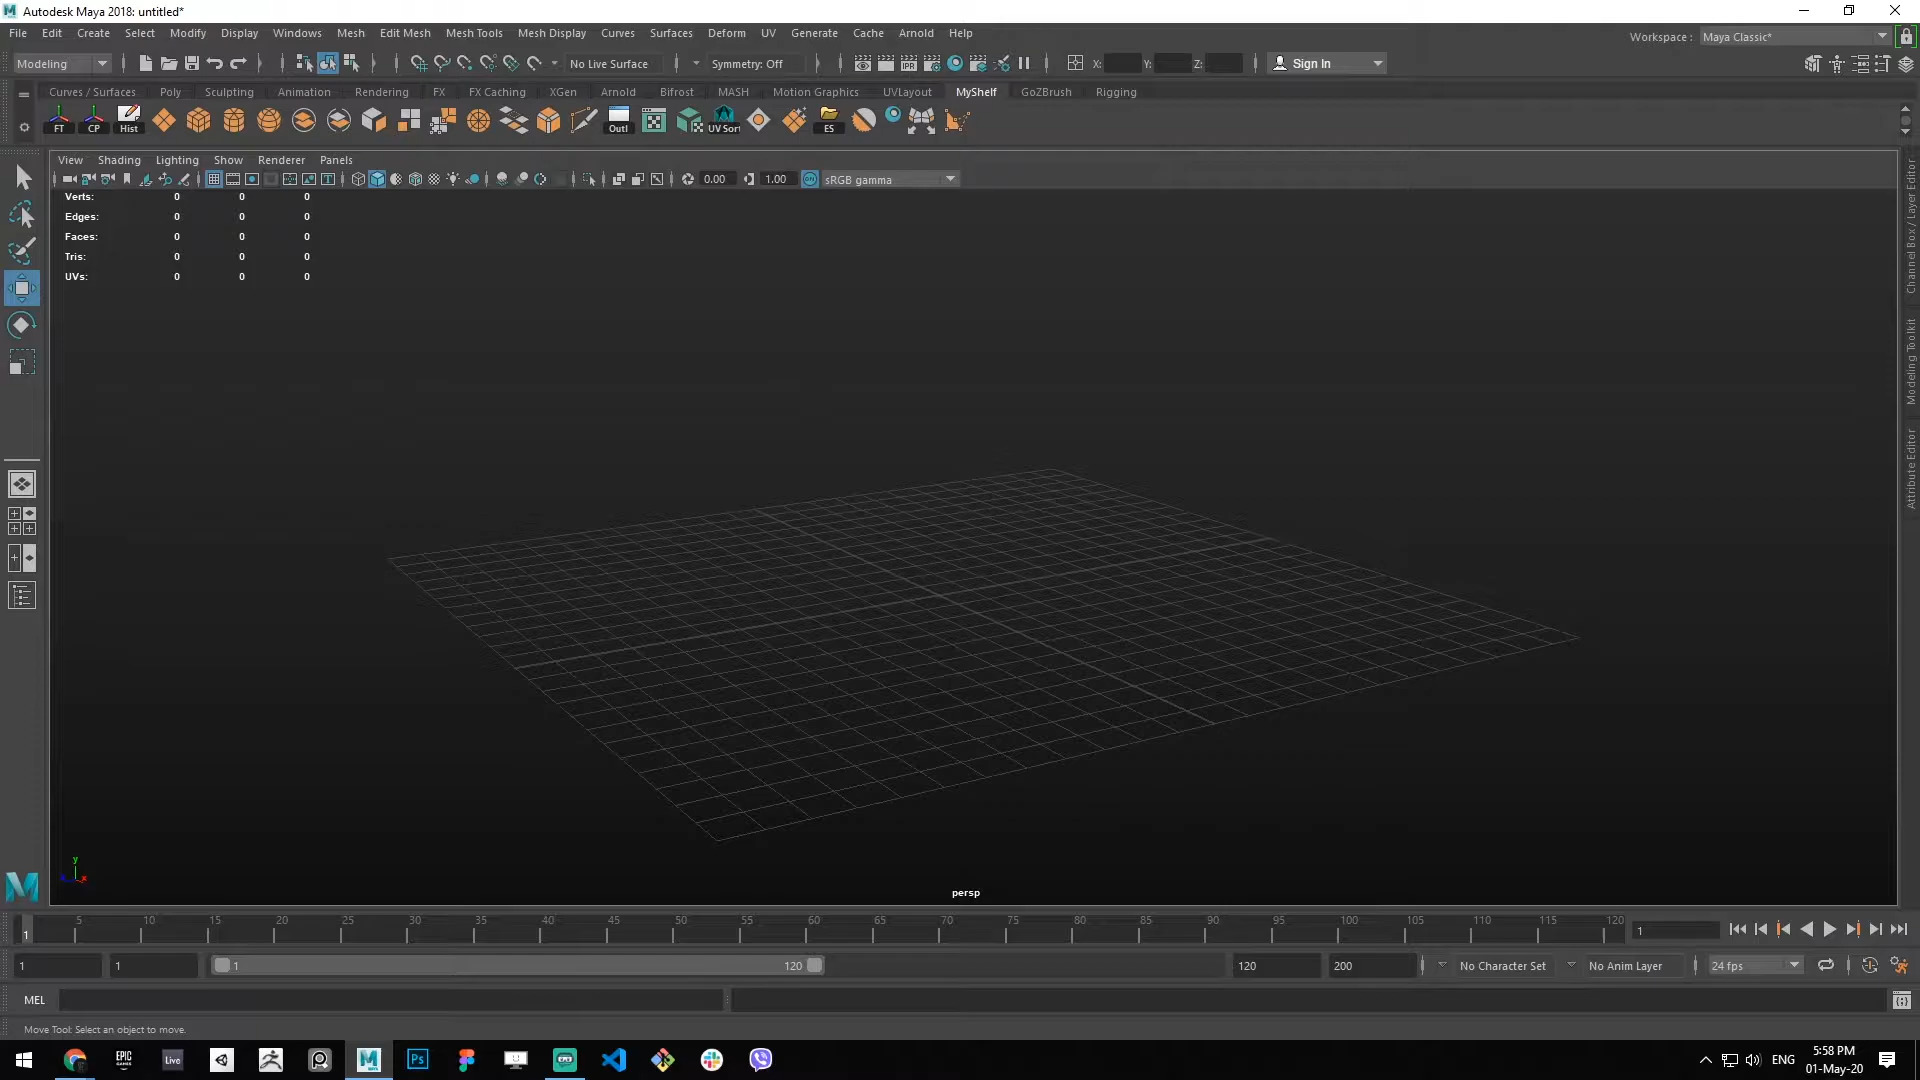 Autodesk Maya 2018: untitled*
File Edit Create Select Modify Display Windows Mesh Edit Mesh Mesh Tools Mesh Display Curves Surfaces Deform UV Generate Cache Arnold Help
Workspace : Maya Classic*
Modeling No Live Surface Symmetry: Off IPR X: Y: Z: Sign In
Curves / Surfaces Poly Sculpting Animation Rendering FX FX Caching XGen Arnold Bifrost MASH Motion Graphics UVLayout MyShelf GoZBrush Rigging
FT CP Hist Outl UV Sort ES
View Shading Lighting Show Renderer Panels
0.00 1.00 sRGB gamma
Verts: 0 0 0
Edges: 0 0 0
Faces: 0 0 0
Tris: 0 0 0
UVs: 0 0 0
Channel Box / Layer Editor
Modeling Toolkit
Attribute Editor
y
persp
5 10 15 20 25 30 35 40 45 50 55 60 65 70 75 80 85 90 95 100 105 110 115 120
1 1
1 1 1 120 120 200 No Character Set No Anim Layer 24 fps
MEL
Move Tool: Select an object to move.
EPIC GAMES Live Ps ENG 5:58 PM
01-May-20